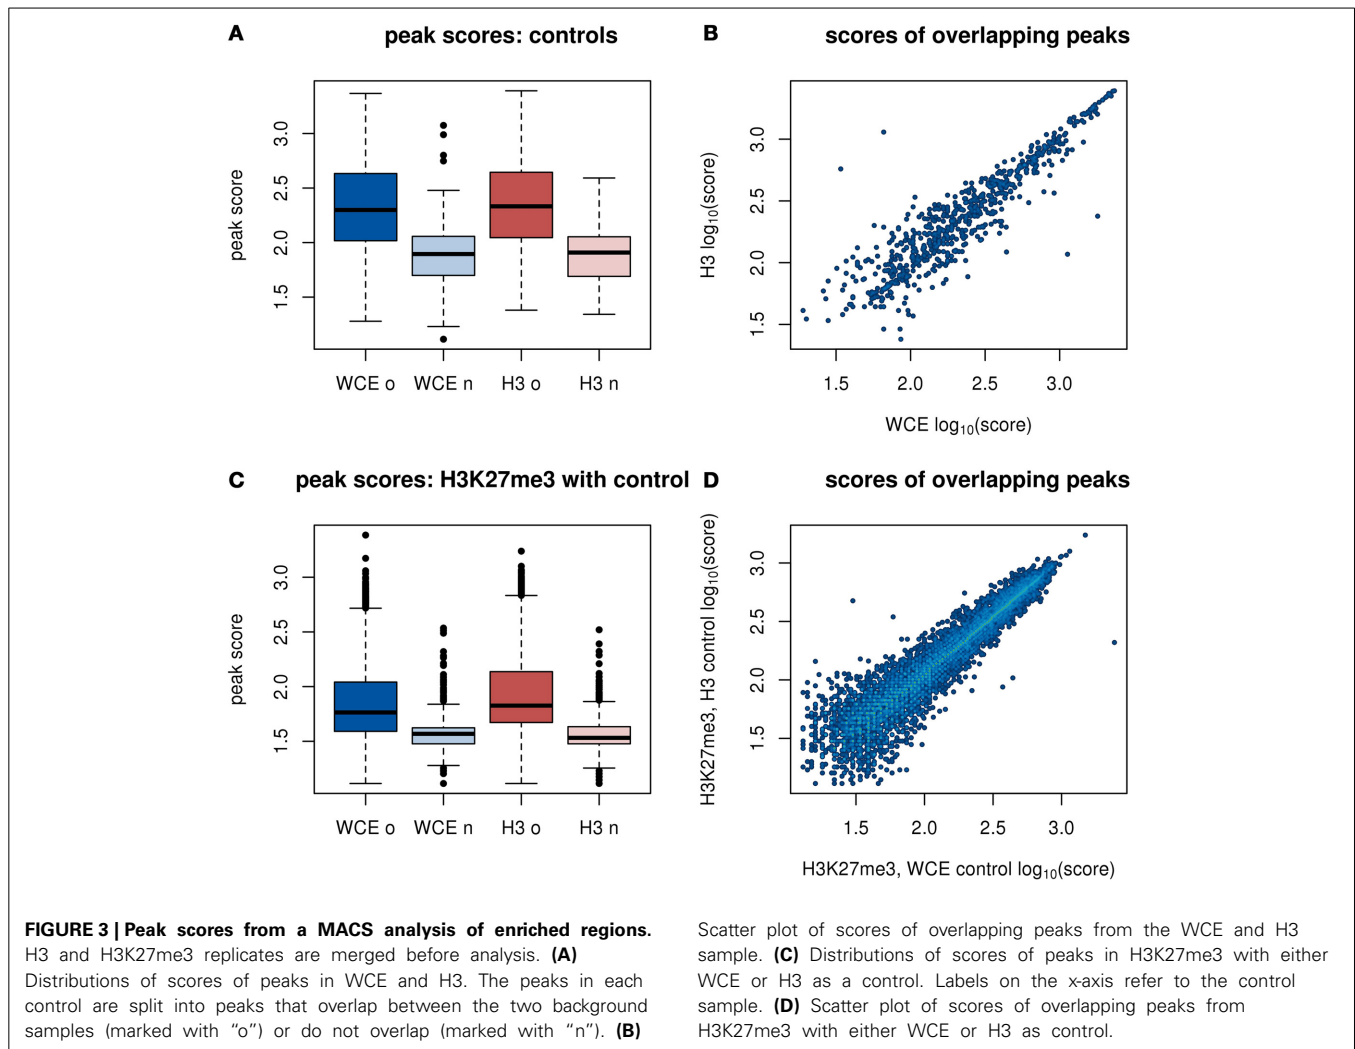 A peak scores: controls
peak score
3.0
2.5
2.0
1.5
WCE o WCE n H3 o H3 n
B scores of overlapping peaks
H3 log10(score)
3.0
2.5
2.0
1.5
1.5 2.0 2.5 3.0
WCE log10(score)
C peak scores: H3K27me3 with control
peak score
3.0
2.5
2.0
1.5
WCE o WCE n H3 o H3 n
D scores of overlapping peaks
H3K27me3, H3 control log10(score)
3.0
2.5
2.0
1.5
1.5 2.0 2.5 3.0
H3K27me3, WCE control log10(score)
FIGURE 3 | Peak scores from a MACS analysis of enriched regions.
H3 and H3K27me3 replicates are merged before analysis. (A)
Distributions of scores of peaks in WCE and H3. The peaks in each
control are split into peaks that overlap between the two background
samples (marked with “o”) or do not overlap (marked with “n”). (B)
Scatter plot of scores of overlapping peaks from the WCE and H3
sample. (C) Distributions of scores of peaks in H3K27me3 with either
WCE or H3 as a control. Labels on the x-axis refer to the control
sample. (D) Scatter plot of scores of overlapping peaks from
H3K27me3 with either WCE or H3 as control.